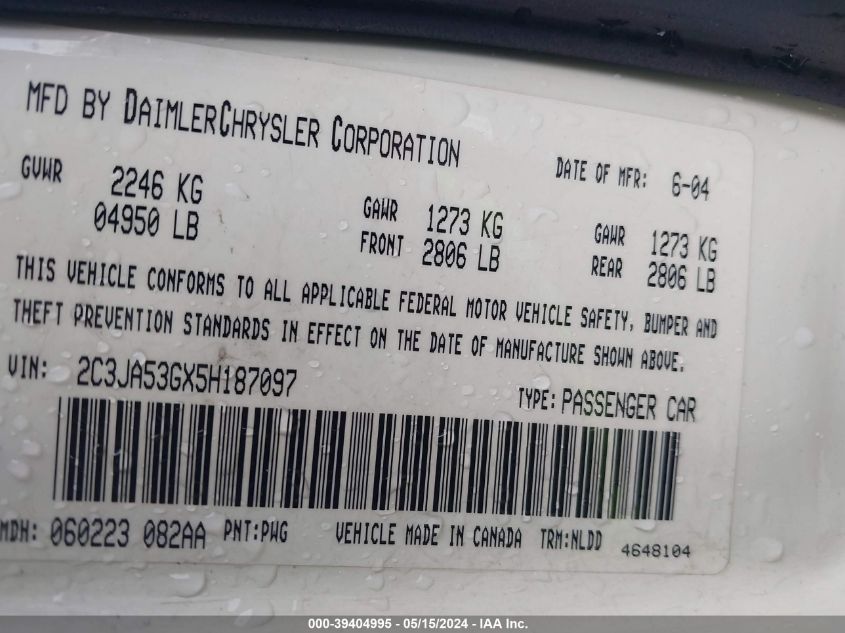 MFD BY DAIMLERCHRYSLER CORPORATION
DATE OF MFR: 6-04
GVWR 2246 KG
04950 LB
GAWR 1273 KG
FRONT 2806 LB
GAWR 1273 KG
REAR 2806 LB
THIS VEHICLE CONFORMS TO ALL APPLICABLE FEDERAL MOTOR VEHICLE SAFETY, BUMPER AND
THEFT PREVENTION STANDARDS IN EFFECT ON THE DATE OF MANUFACTURE SHOWN ABOVE.
VIN: 2C3JA53GX5H187097
TYPE: PASSENGER CAR
MDH: 060223 082AA PNT:PWG VEHICLE MADE IN CANADA TRM:NLDD 4648104
000-39404995 - 05/15/2024 - IAA Inc.